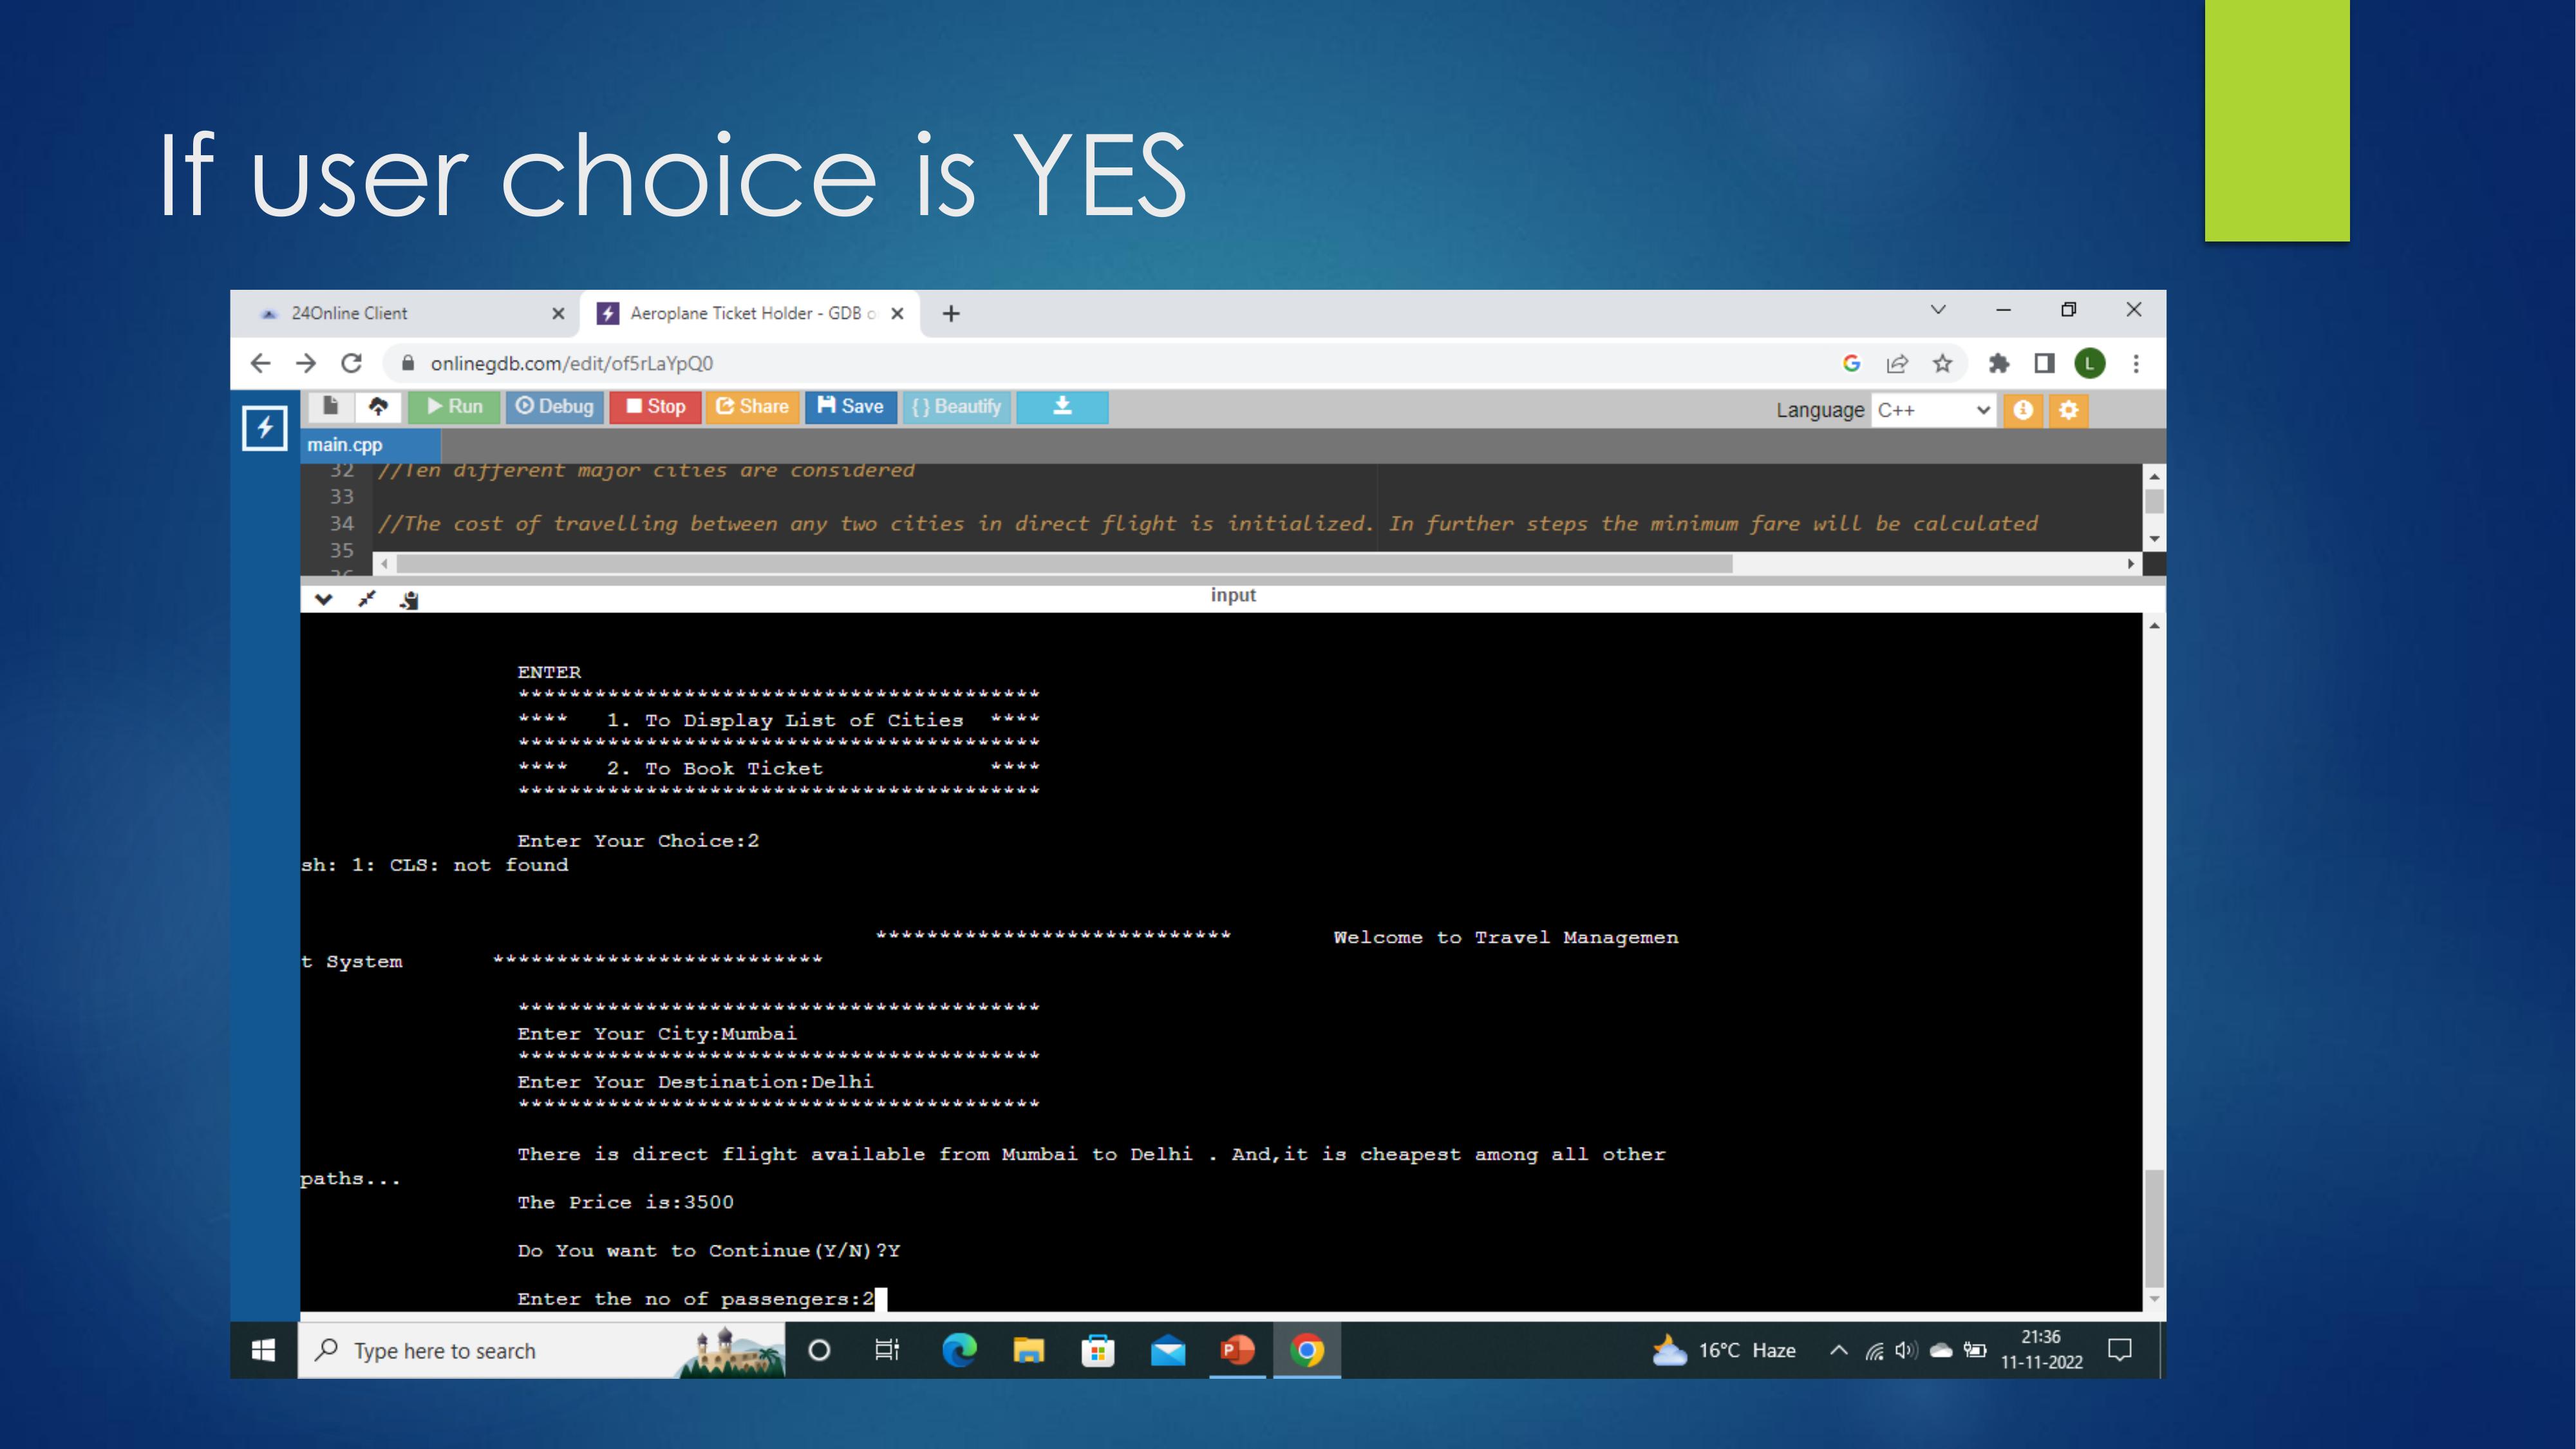 If user choice is YES
24Online Client
Aeroplane Ticket Holder - GDB o
onlinegdb.com/edit/of5rLaYpQ0
L
Run Debug Stop Share Save {} Beautify
Language C++
main.cpp
32 //Ten different major cities are considered
33
34 //The cost of travelling between any two cities in direct flight is initialized. In further steps the minimum fare will be calculated
35
input
ENTER
*****************************************
**** 1. To Display List of Cities ****
*****************************************
**** 2. To Book Ticket ****
*****************************************
Enter Your Choice:2
sh: 1: CLS: not found
**************************** Welcome to Travel Managemen
t System **************************
*****************************************
Enter Your City:Mumbai
*****************************************
Enter Your Destination:Delhi
*****************************************
There is direct flight available from Mumbai to Delhi . And,it is cheapest among all other
paths...
The Price is:3500
Do You want to Continue(Y/N)?Y
Enter the no of passengers:2
Type here to search
16°C Haze
21:36
11-11-2022